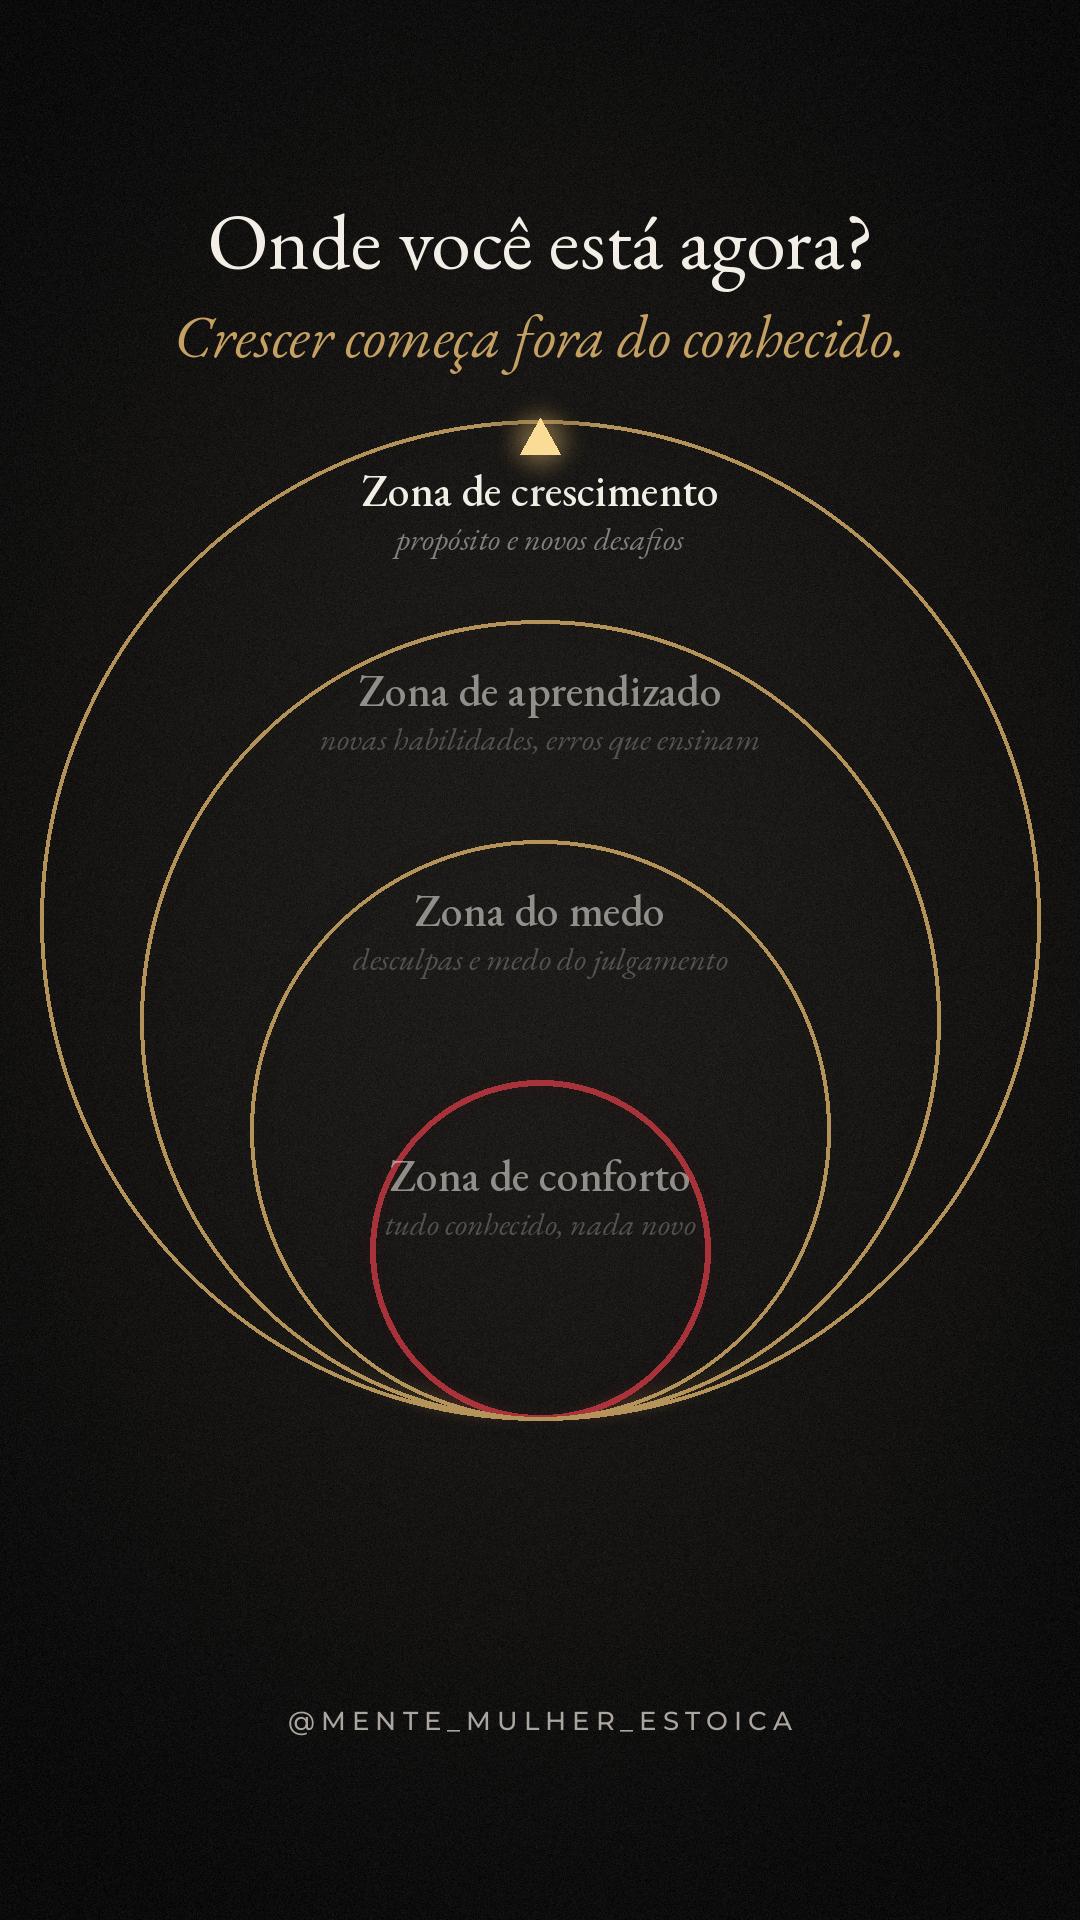 Onde você está agora?
Crescer começa fora do conhecido.
Zona de crescimento
propósito e novos desafios
Zona de aprendizado
novas habilidades, erros que ensinam
Zona do medo
desculpas e medo do julgamento
Zona de conforto
tudo conhecido, nada novo
@MENTE_MULHER_ESTOICA